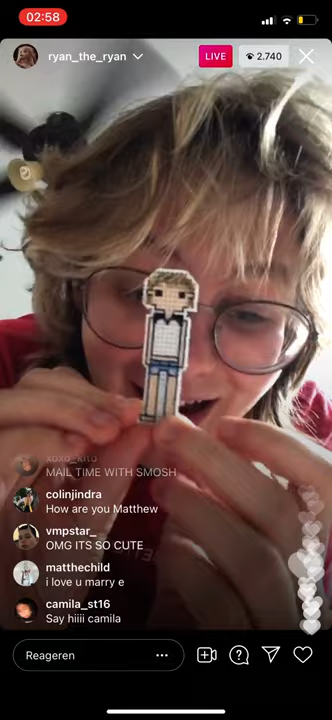 02:58
ryan_the_ryan
LIVE
2.740
xoxo_kito
MAIL TIME WITH SMOSH
colinjindra
How are you Matthew
vmpstar_
OMG ITS SO CUTE
matthechild
i love u marry e
camila_st16
Say hiiii camila
Reageren